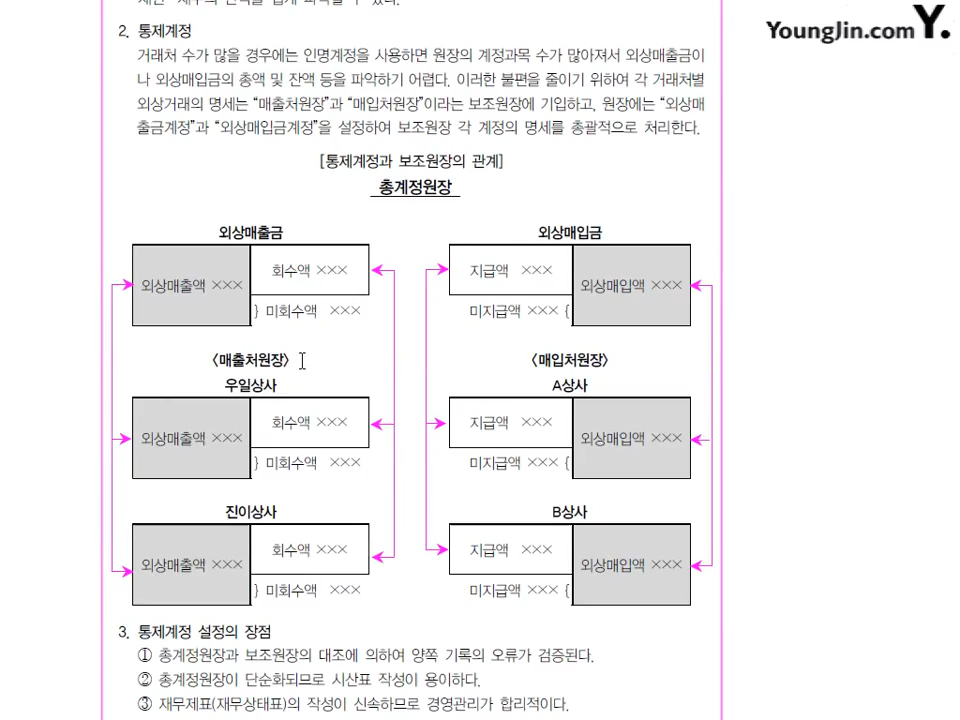 YoungJin.com Y.
2. 통제계정
거래처 수가 많을 경우에는 인명계정을 사용하면 원장의 계정과목 수가 많아져서 외상매출금이
나 외상매입금의 총액 및 잔액 등을 파악하기 어렵다. 이러한 불편을 줄이기 위하여 각 거래처별
외상거래의 명세는 “매출처원장”과 “매입처원장”이라는 보조원장에 기입하고, 원장에는 “외상매
출금계정”과 “외상매입금계정”을 설정하여 보조원장 각 계정의 명세를 총괄적으로 처리한다.
[통제계정과 보조원장의 관계]
총계정원장
외상매출금
외상매출액 ×××
회수액 ×××
} 미회수액 ×××
외상매입금
지급액 ×××
외상매입액 ×××
미지급액 ××× {
〈매출처원장〉
우일상사
외상매출액 ×××
회수액 ×××
} 미회수액 ×××
〈매입처원장〉
A상사
지급액 ×××
외상매입액 ×××
미지급액 ××× {
진이상사
외상매출액 ×××
회수액 ×××
} 미회수액 ×××
B상사
지급액 ×××
외상매입액 ×××
미지급액 ××× {
3. 통제계정 설정의 장점
① 총계정원장과 보조원장의 대조에 의하여 양쪽 기록의 오류가 검증된다.
② 총계정원장이 단순화되므로 시산표 작성이 용이하다.
③ 재무제표(재무상태표)의 작성이 신속하므로 경영관리가 합리적이다.